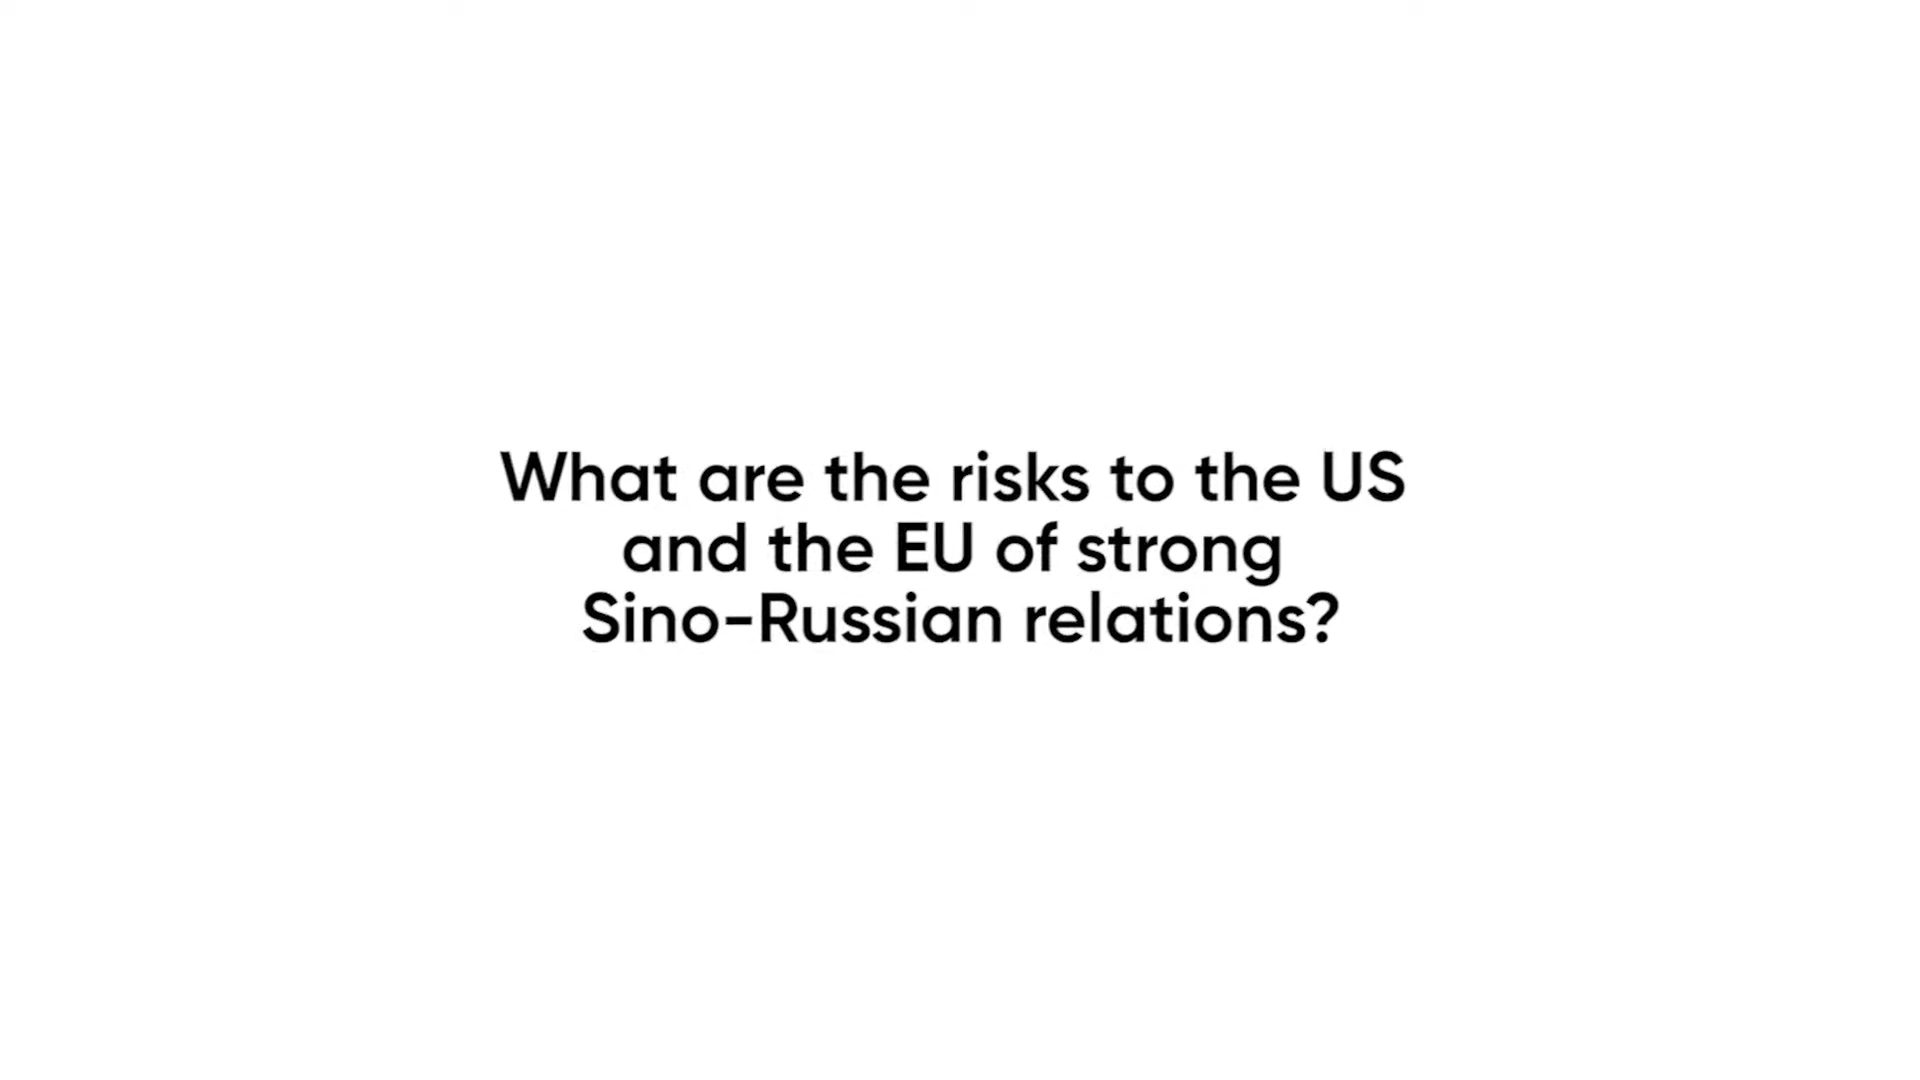 What are the risks to the US
and the EU of strong
Sino-Russian relations?